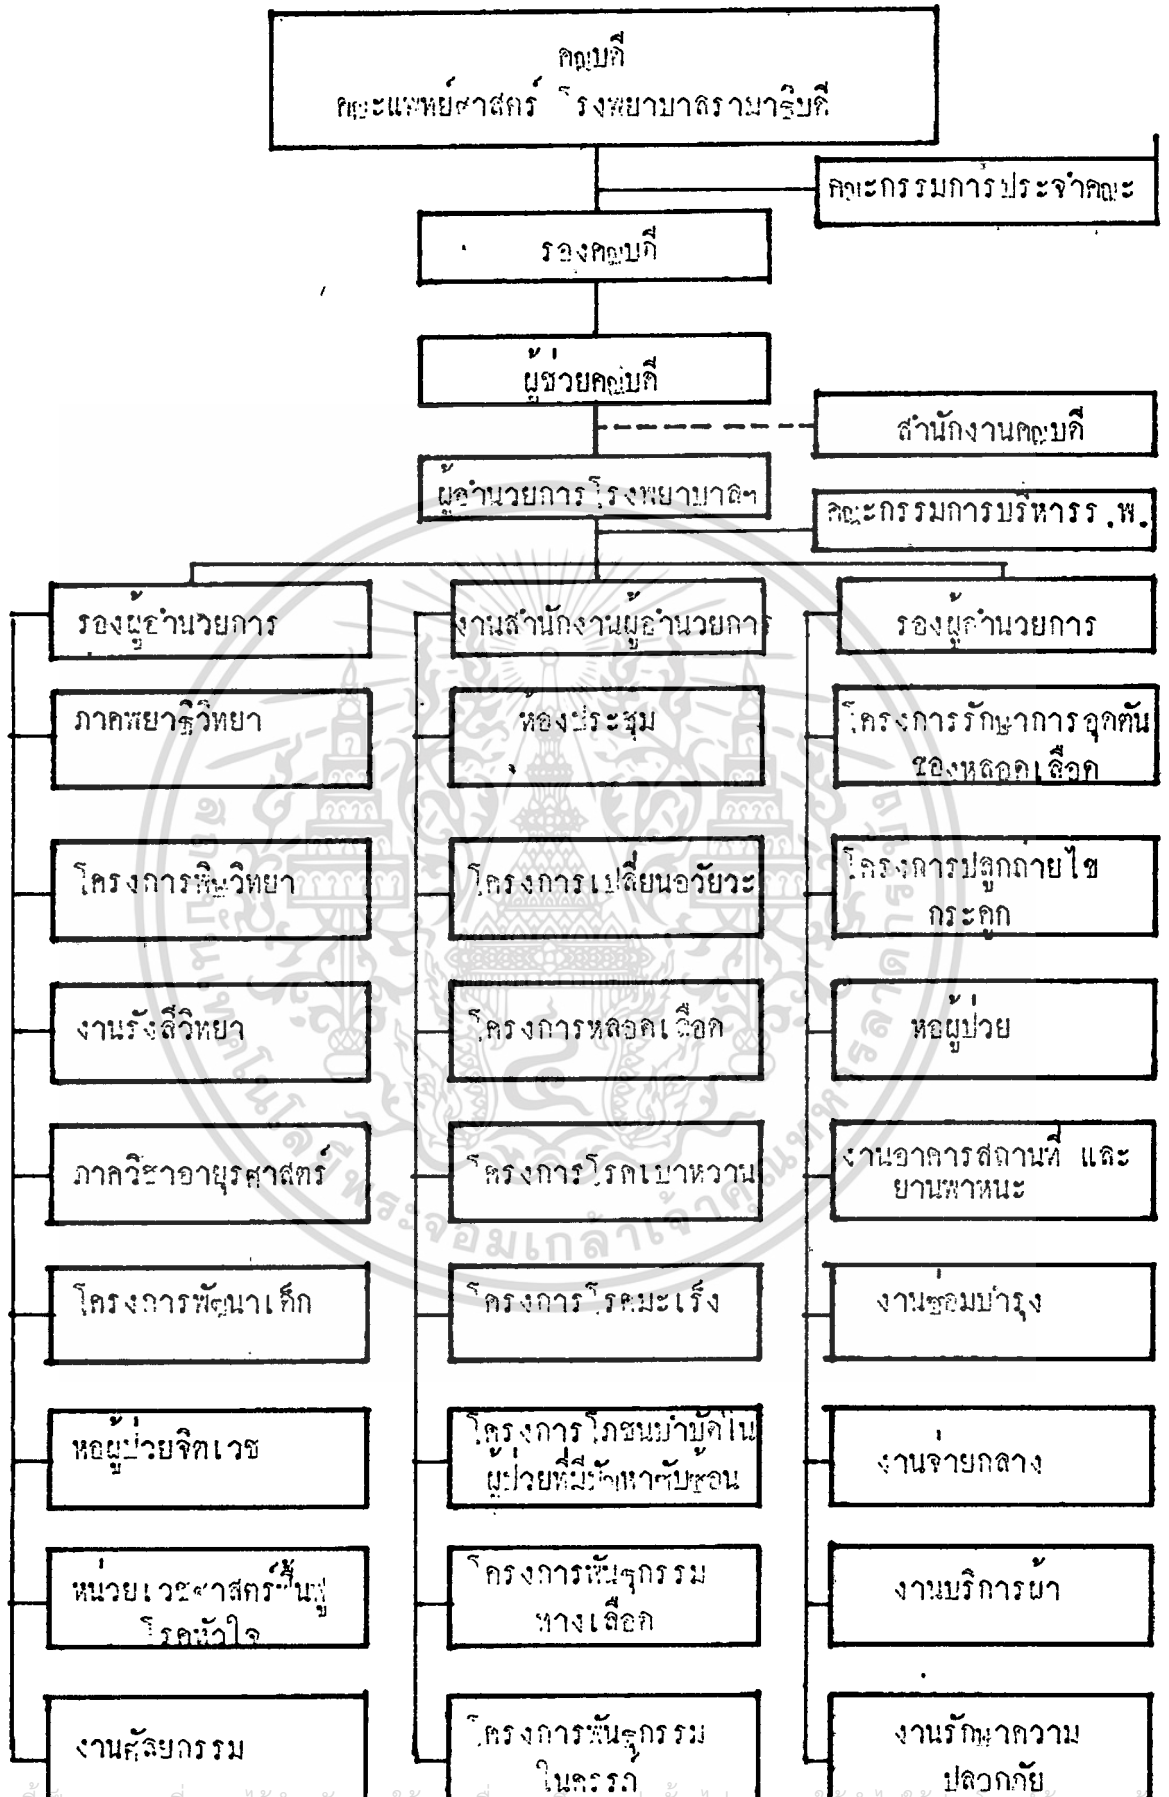 คณบดี
คณะแพทย์ศาสตร์ โรงพยาบาลรามาธิบดี
คณะกรรมการประจำคณะ
รองคณบดี
ผู้ช่วยคณบดี
สำนักงานคณบดี
ผู้อำนวยการโรงพยาบาลฯ
คณะกรรมการบริหารร.พ.
รองผู้อำนวยการ
งานสำนักงานผู้อำนวยการ
รองผู้อำนวยการ
ภาคพยาธิวิทยา
ห้องประชุม
โครงการรักษาการอุดตัน
ของหลอดเลือด
โครงการพิษวิทยา
โครงการเปลี่ยนอวัยวะ
โครงการปลูกถ่ายไข
กระดูก
งานรังสีวิทยา
โครงการหลอดเลือด
หอผู้ป่วย
ภาควิชาอายุรศาสตร์
โครงการโรคเบาหวาน
งานอาคารสถานที่ และ
ยานพาหนะ
โครงการพัฒนาเด็ก
โครงการโรคมะเร็ง
งานซ่อมบำรุง
หอผู้ป่วยจิตเวช
โครงการโภชนบำบัดใน
ผู้ป่วยที่มีปัญหาซับซ้อน
งานจ่ายกลาง
หน่วยเวชศาสตร์ฟื้นฟู
โรคหัวใจ
โครงการพันธุกรรม
ทางเลือด
งานบริการผ้า
งานศัลยกรรม
โครงการพันธุกรรม
ในครรภ์
งานรักษาความ
ปลอดภัย
พระจอมเกล้าเจ้าคุณทหารลาดกระบัง